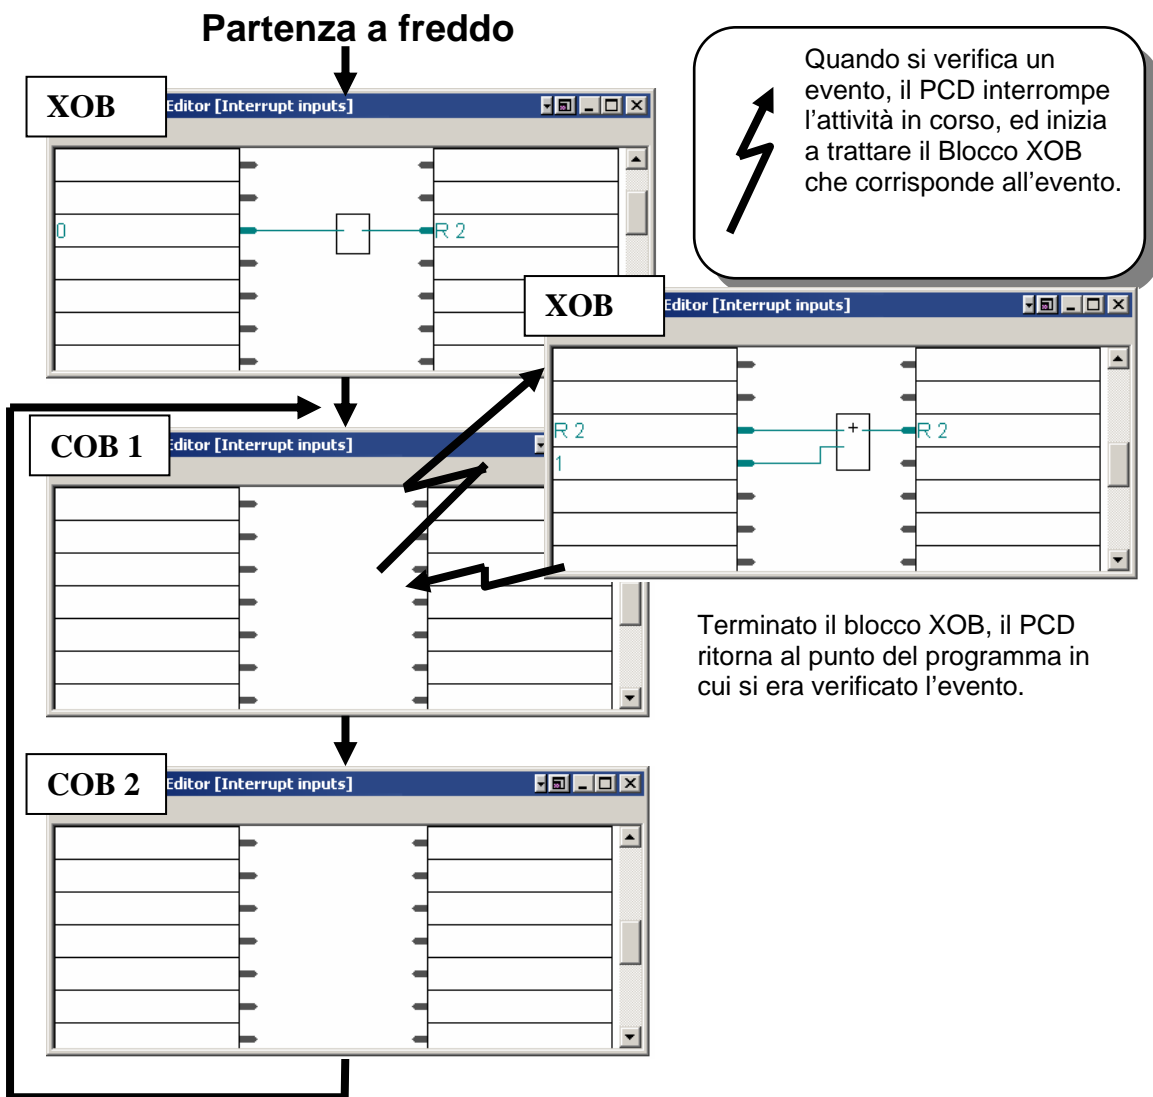 Partenza a freddo
Quando si verifica un
evento, il PCD interrompe
l'attività in corso, ed inizia
a trattare il Blocco XOB
che corrisponde all'evento.
XOB
Editor [Interrupt inputs]
0
R 2
XOB
Editor [Interrupt inputs]
R 2
+
R 2
1
COB 1
Editor [Interrupt inputs]
Terminato il blocco XOB, il PCD
ritorna al punto del programma in
cui si era verificato l'evento.
COB 2
Editor [Interrupt inputs]